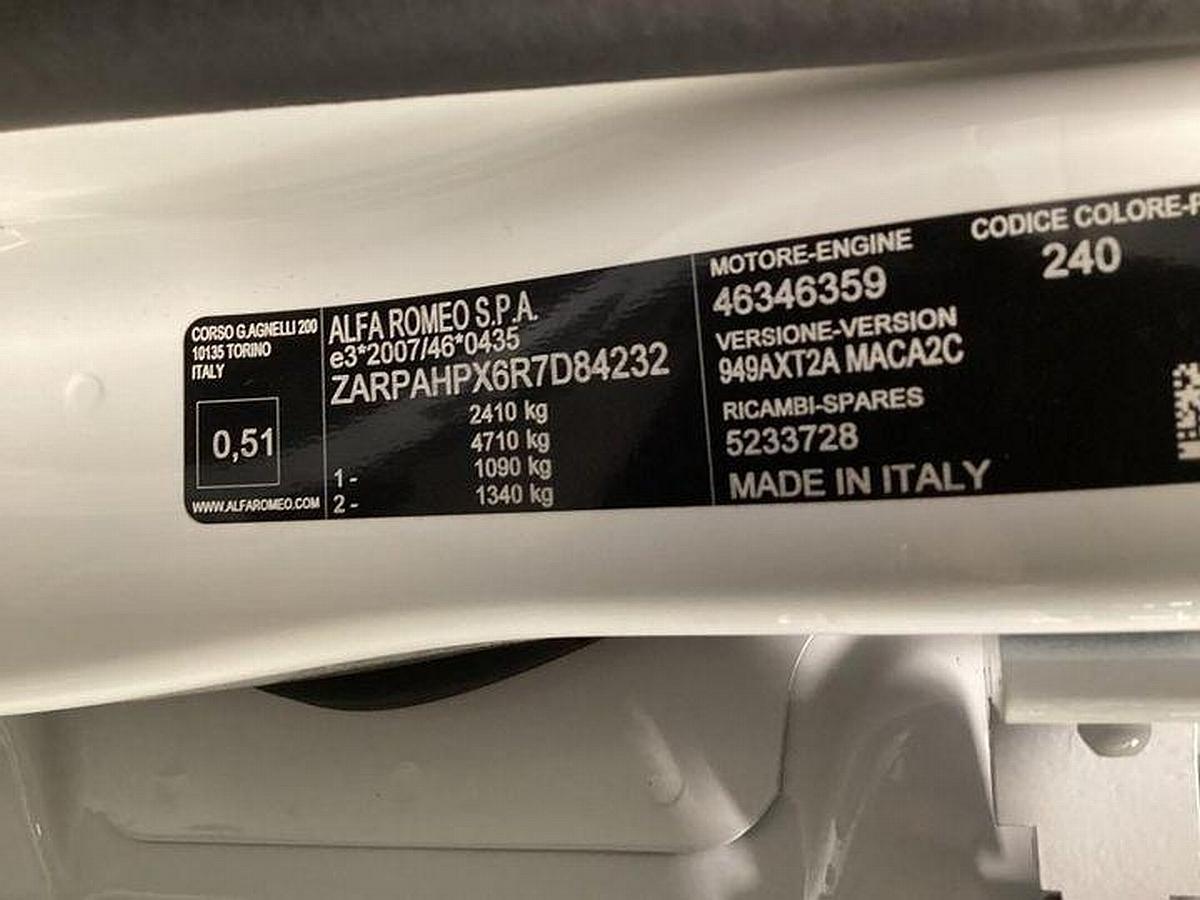 CORSO G.AGNELLI 200
10135 TORINO
ITALY
0,51
WWW.ALFAROMEO.COM
ALFA ROMEO S.P.A.
e3*2007/46*0435
ZARPAHPX6R7D84232
2410 kg
4710 kg
1- 1090 kg
2- 1340 kg
MOTORE-ENGINE
46346359
VERSIONE-VERSION
949AXT2A MACA2C
RICAMBI-SPARES
5233728
MADE IN ITALY
CODICE COLORE-P
240